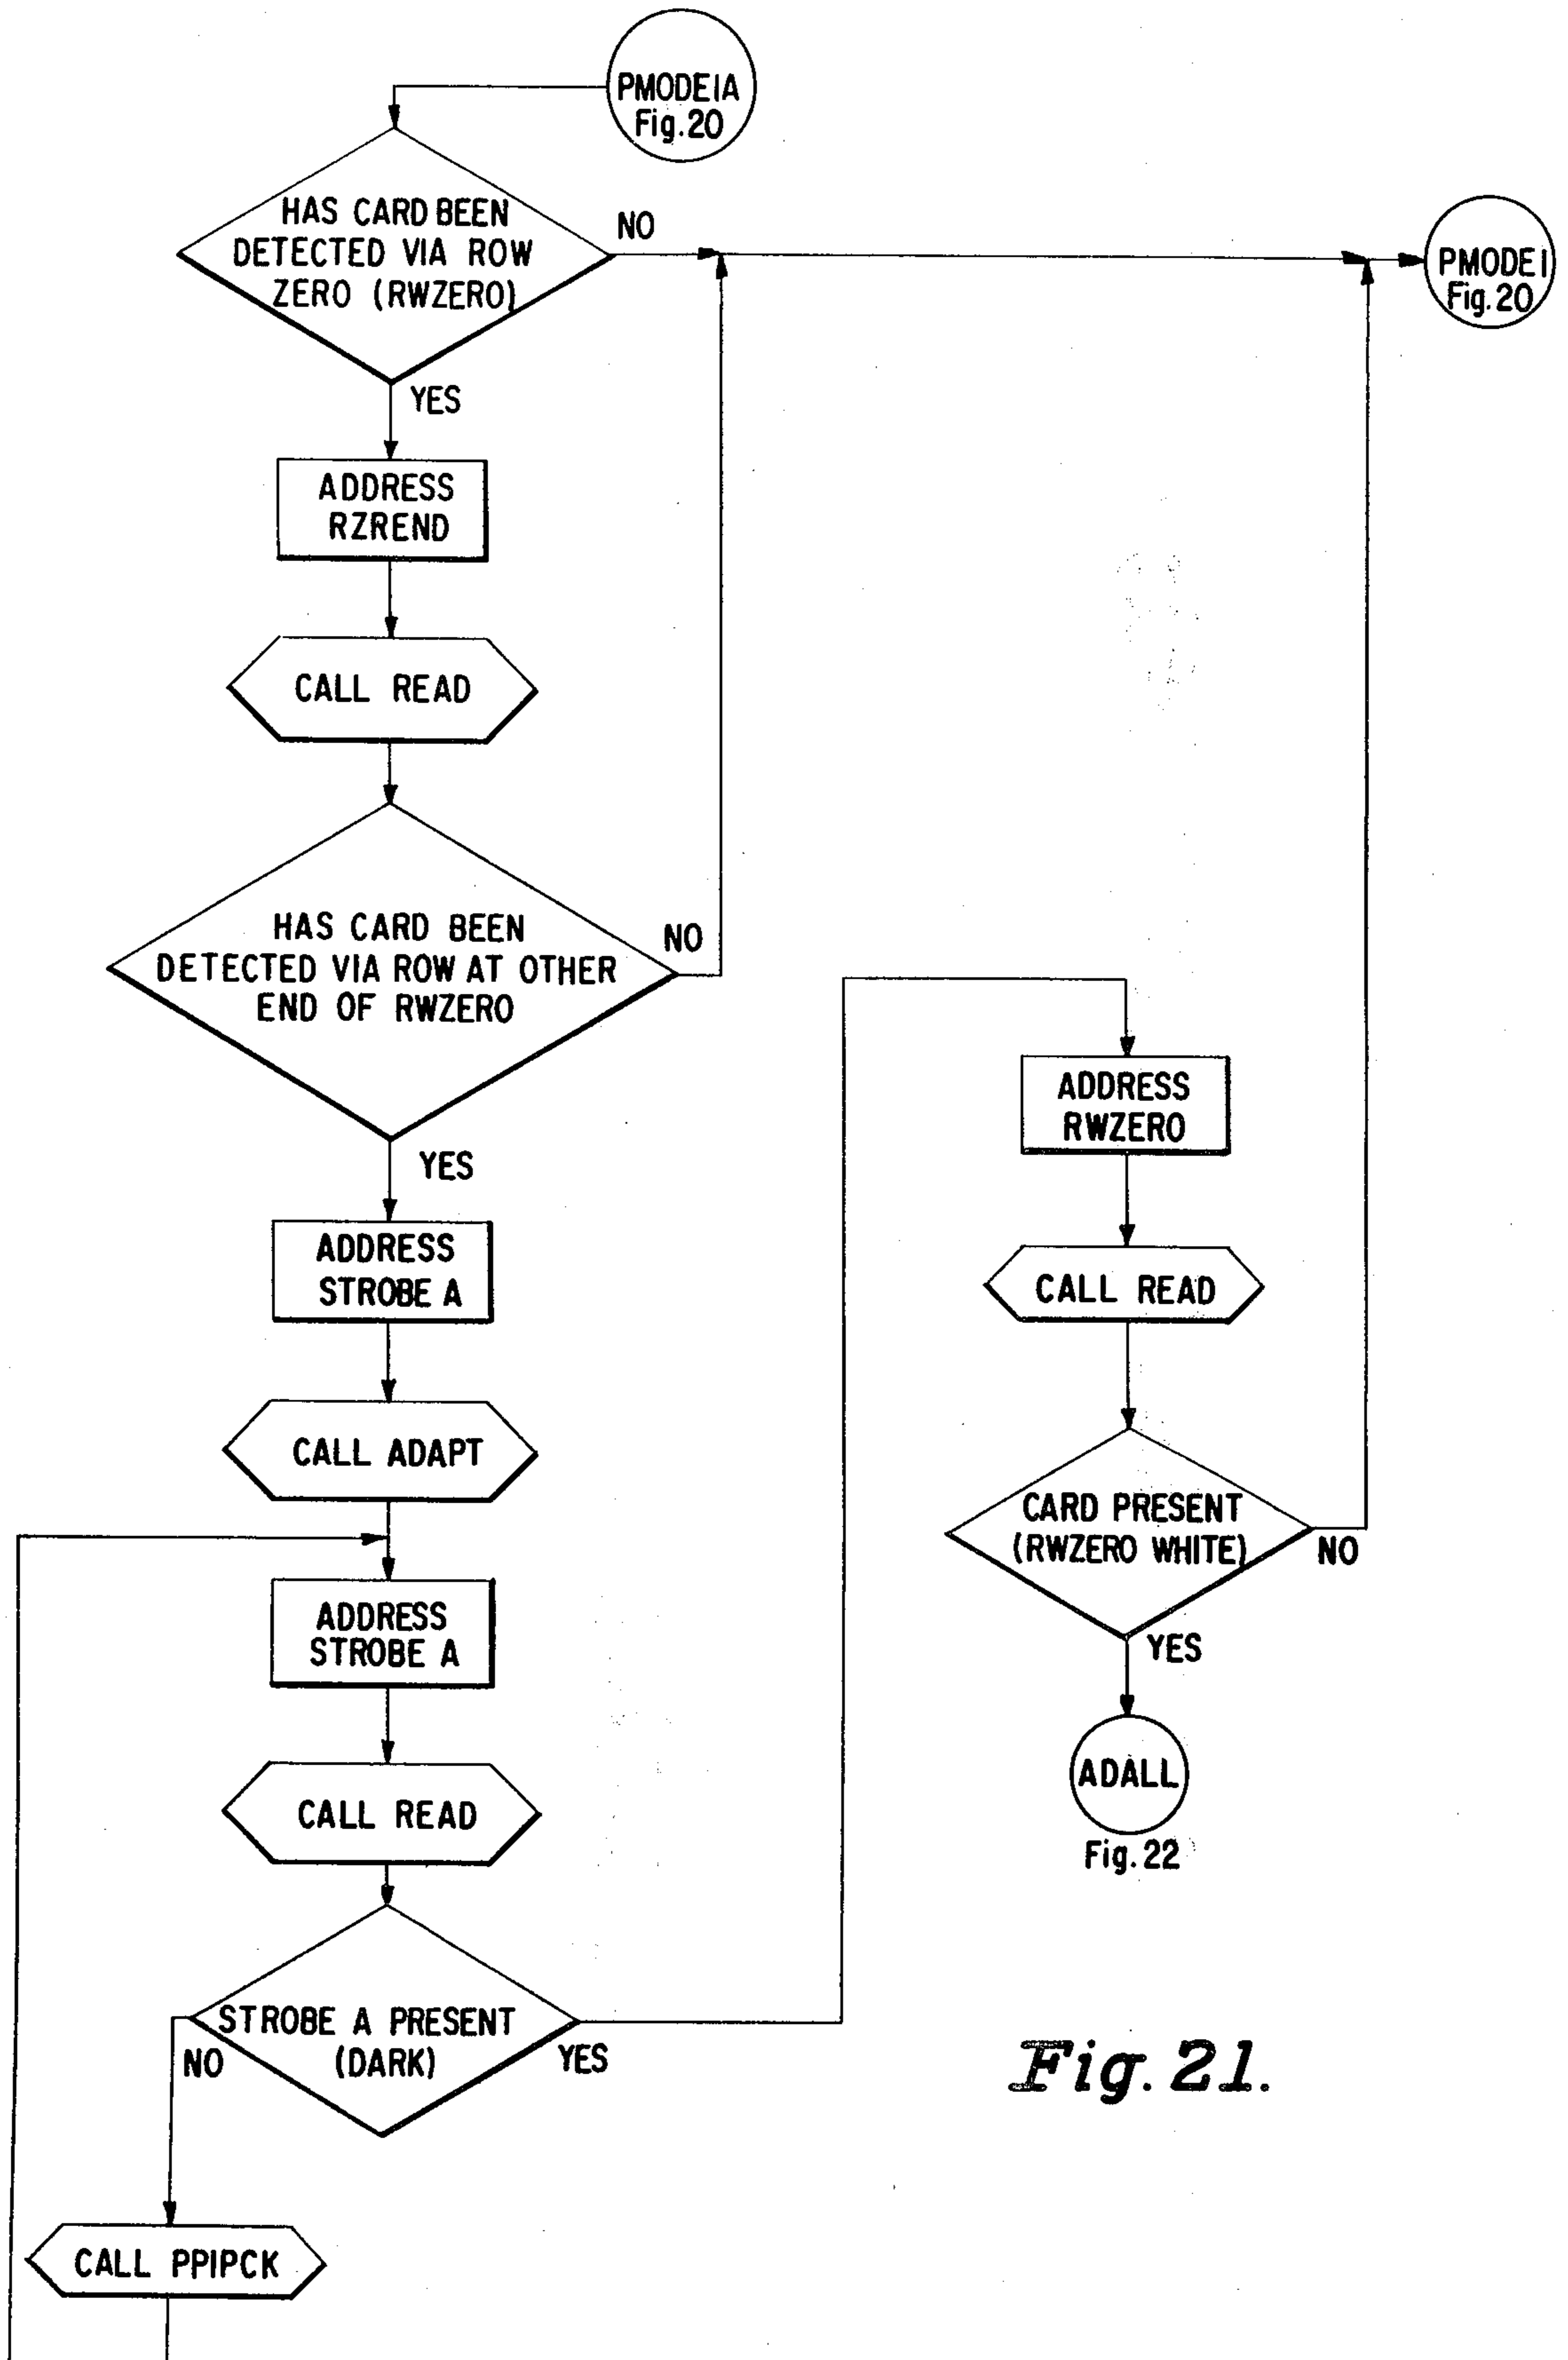 PMODE1A
Fig.20
HAS CARD BEEN
DETECTED VIA ROW
ZERO (RWZERO)
NO
PMODE1
Fig.20
YES
ADDRESS
RZREND
CALL READ
HAS CARD BEEN
DETECTED VIA ROW AT OTHER
END OF RWZERO
NO
YES
ADDRESS
STROBE A
CALL ADAPT
ADDRESS
STROBE A
CALL READ
STROBE A PRESENT
(DARK)
NO
YES
CALL PPIPCK
ADDRESS
RWZERO
CALL READ
CARD PRESENT
(RWZERO WHITE)
NO
YES
ADALL
Fig.22
Fig. 21.